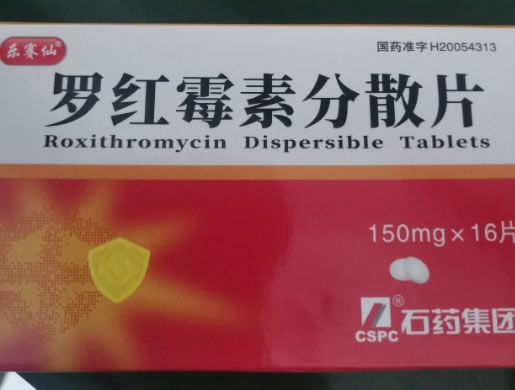 乐赛仙®
国药准字H20054313
罗红霉素分散片
Roxithromycin Dispersible Tablets
150mg×16片
CSPC® 石药集团